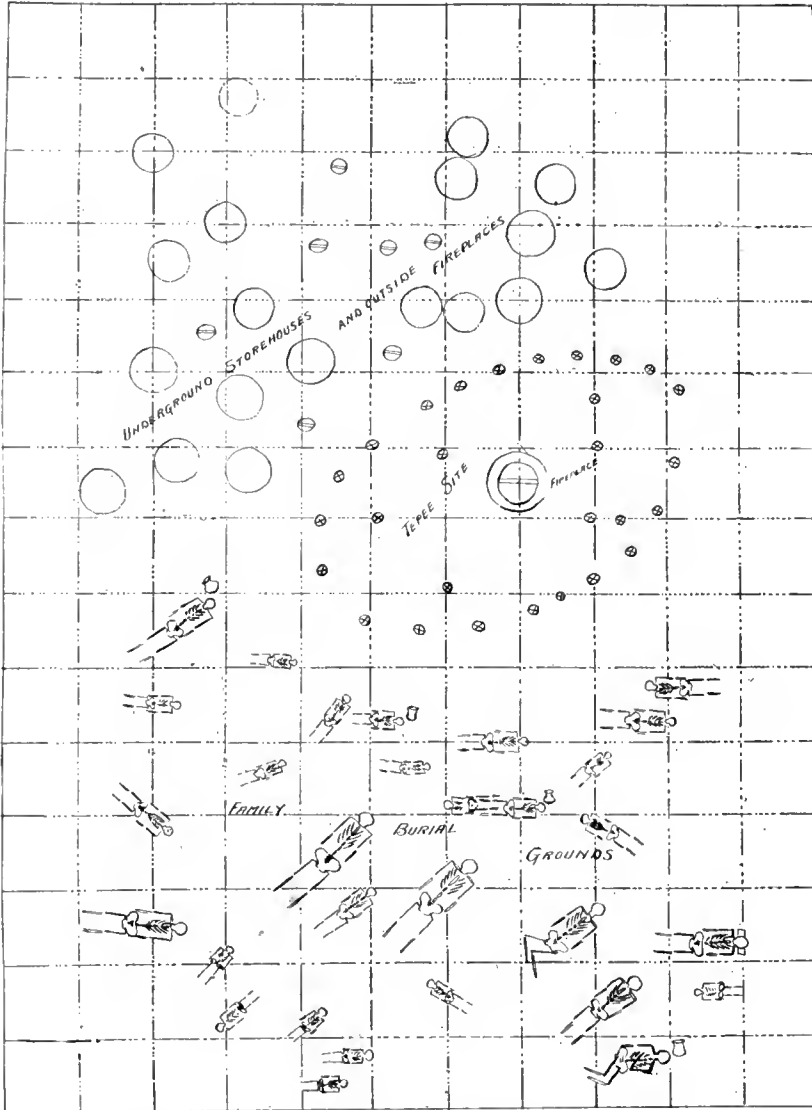 UNDERGROUND STOREHOUSES AND OUTSIDE FIREPLACES
TEPEE SITE
FIREPLACE
FAMILY BURIAL GROUNDS